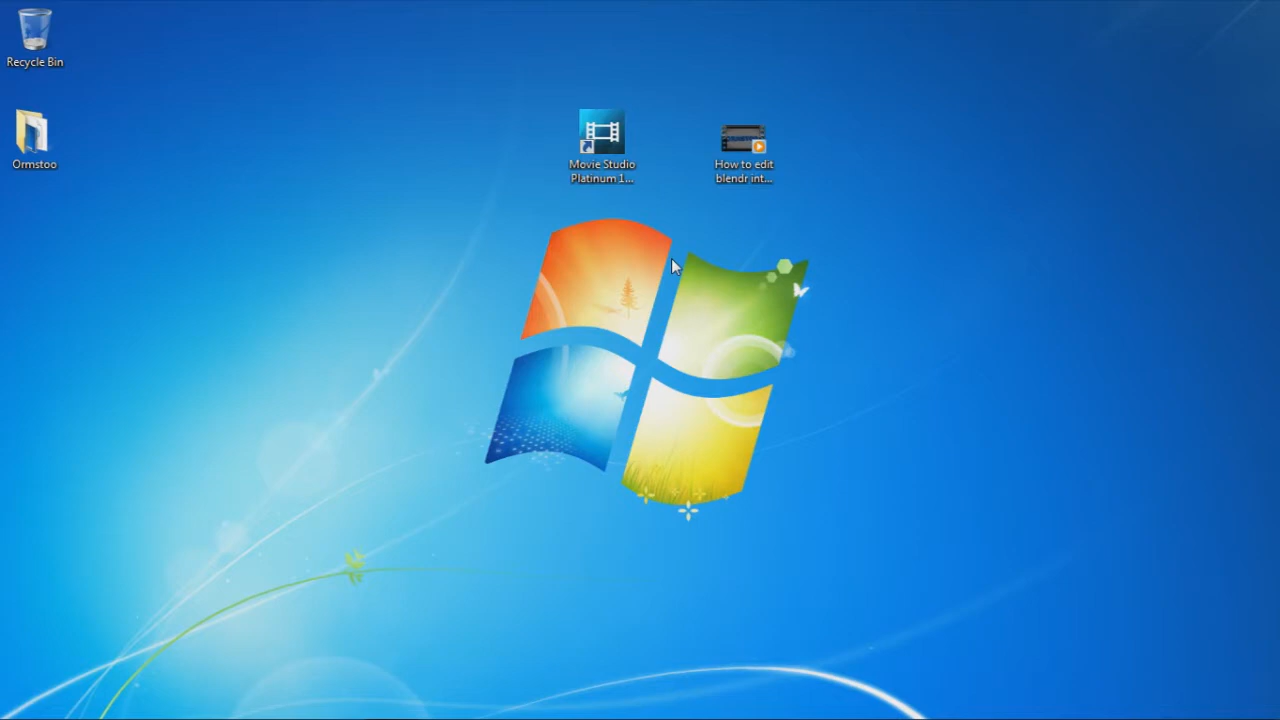 Recycle Bin
Ormstoo
Movie Studio
Platinum 1...
How to edit
blendr int...